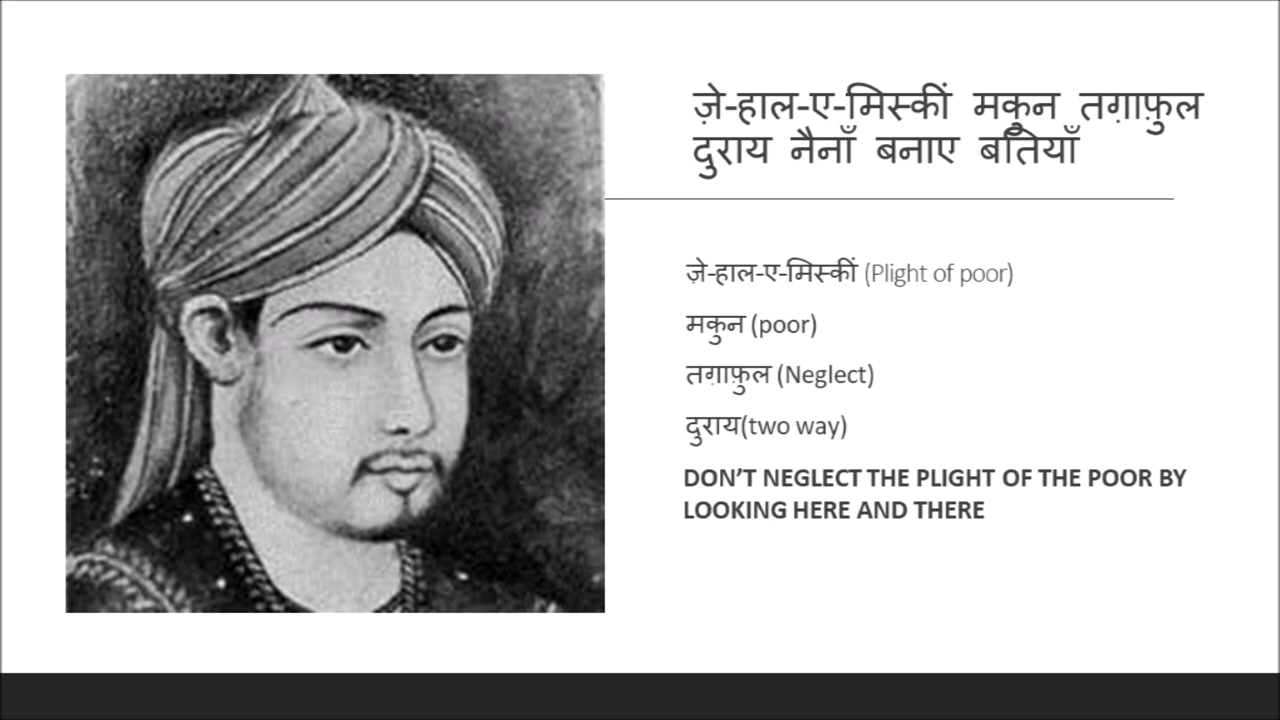 ज़े-हाल-ए-मिस्कीं मकुन तग़ाफ़ुल
दुराय नैनाँ बनाए बतियाँ
ज़े-हाल-ए-मिस्कीं (Plight of poor)
मकुन (poor)
तग़ाफ़ुल (Neglect)
दुराय(two way)
DON’T NEGLECT THE PLIGHT OF THE POOR BY
LOOKING HERE AND THERE